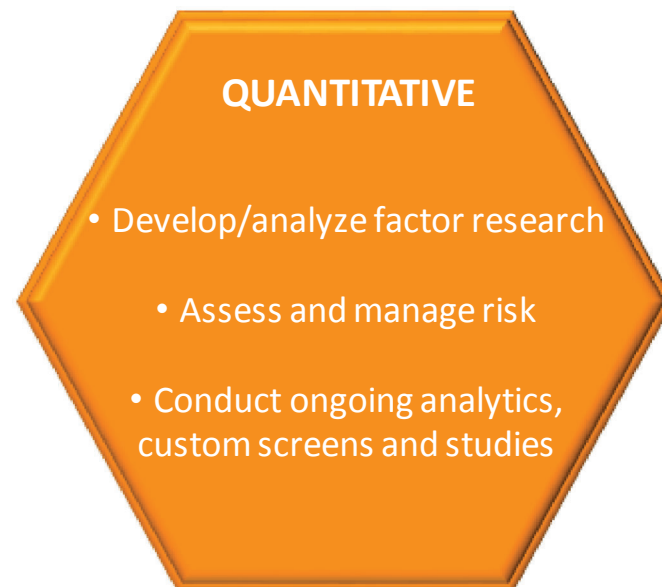 QUANTITATIVE
• Develop/analyze factor research
• Assess and manage risk
• Conduct ongoing analytics,
custom screens and studies